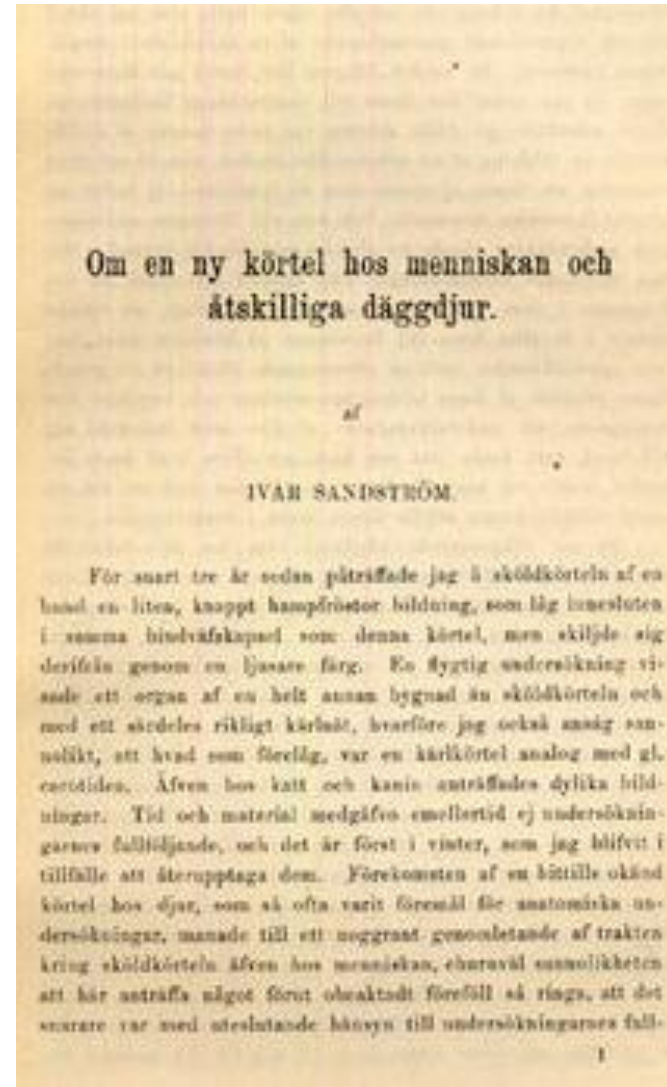 Om en ny körtel hos menniskan och
åtskilliga däggdjur.
af
IVAR SANDSTRÖM.
För snart tre år sedan påträffade jag å sköldkörteln af en
hund en liten, knappt hampfröstor bildning, som låg innesluten
i samma bindväfskapsel som denna körtel, men skiljde sig
derifrån genom en ljusare färg. En flygtig undersökning vi-
sade ett organ af en helt annan bygnad än sköldkörteln och
med ett särdeles rikligt kärlnät, hvarföre jag också ansåg san-
nolikt, att hvad som förelåg, var en kärlkörtel analog med gl.
carotidea. Äfven hos katt och kanin anträffades dylika bild-
ningar. Tid och material medgåfvo emellertid ej undersöknin-
garnes fullföljande, och det är först i vinter, som jag blifvit i
tillfälle att återupptaga dem. Förekomsten af en hittills okänd
körtel hos djur, som så ofta varit föremål för anatomiska un-
dersökningar, manade till ett noggrant genomletande af trakten
kring sköldkörteln äfven hos menniskan, churuväl sannolikheten
att här anträffa något förut obeaktadt föreföll så ringa, att det
snarare var med uteslutande hänsyn till undersökningarnes full-
1